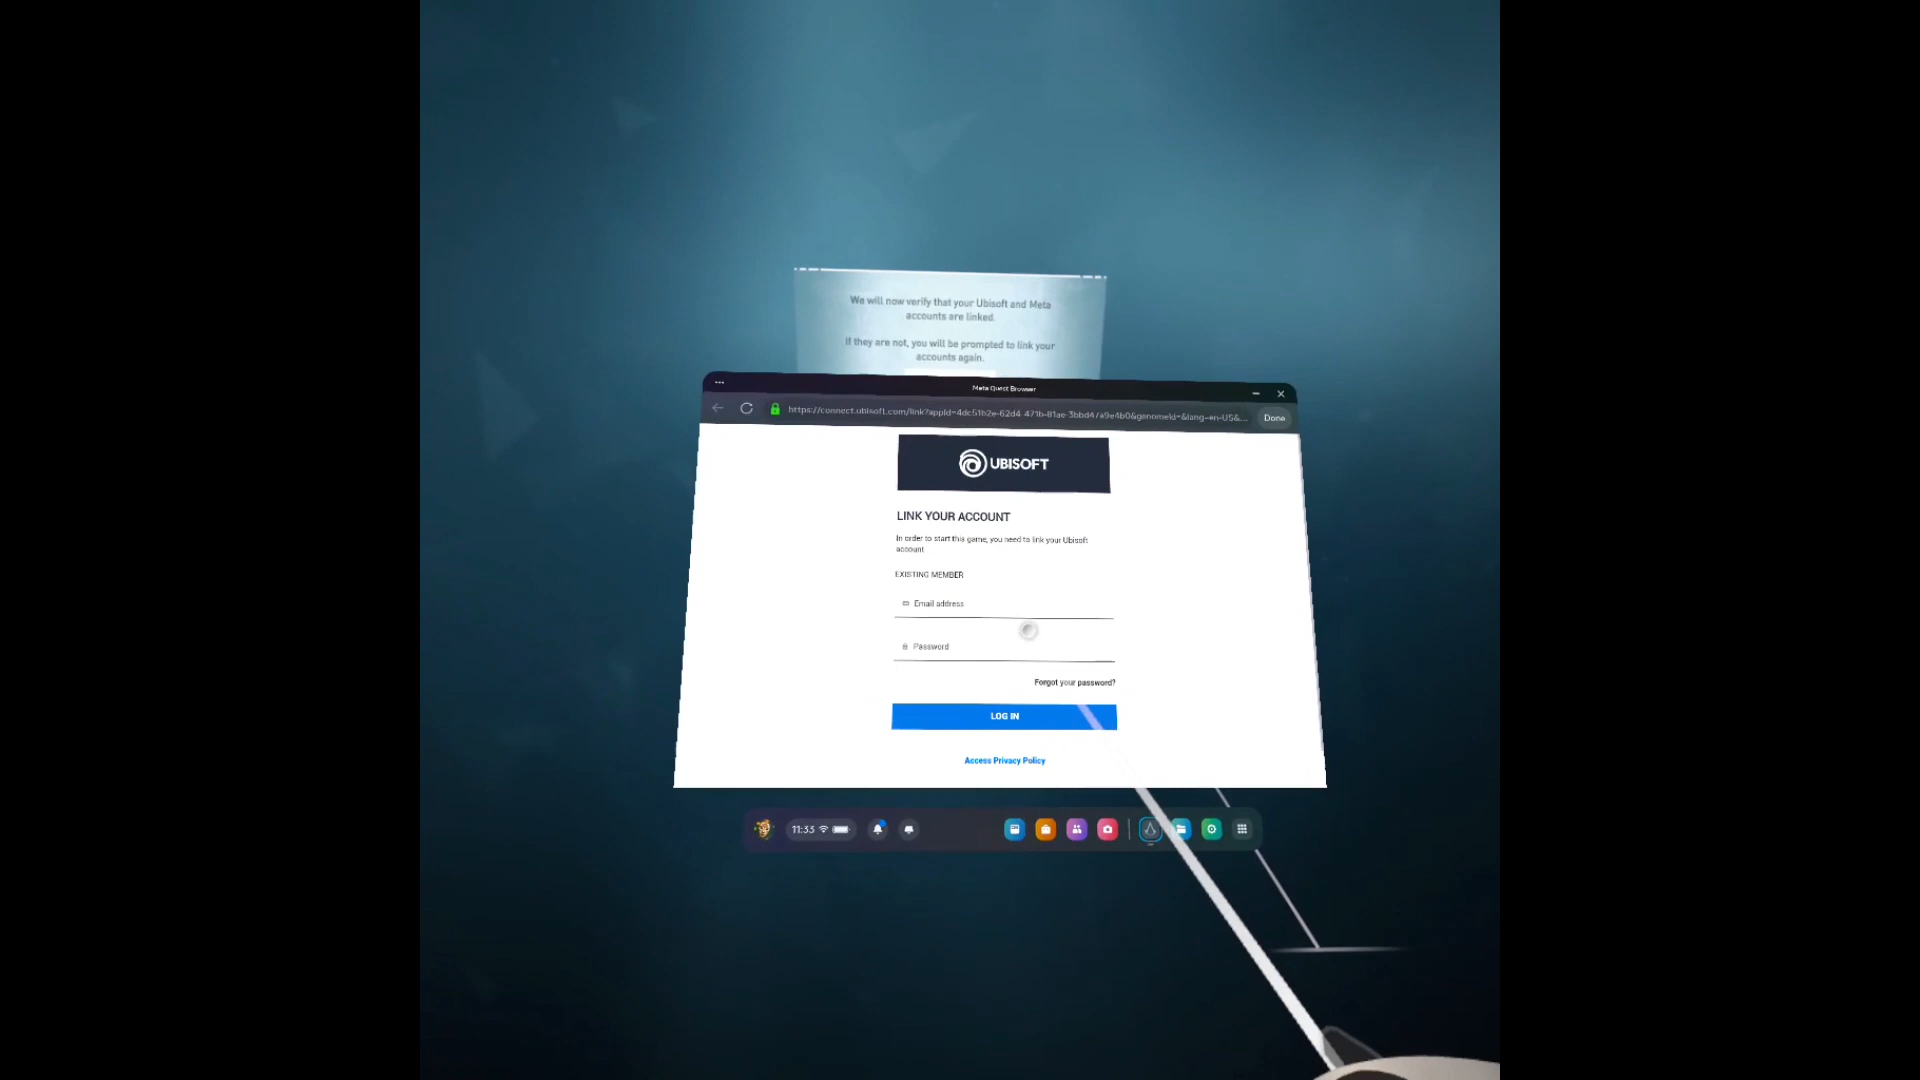 We will now verify that your Ubisoft and Meta
accounts are linked.
If they are not, you will be prompted to link your
accounts again.
Meta Quest Browser
Done
UBISOFT
LINK YOUR ACCOUNT
In order to start this game, you need to link your Ubisoft
account
EXISTING MEMBER
Email address
Password
Forgot your password?
LOG IN
Access Privacy Policy
11:33